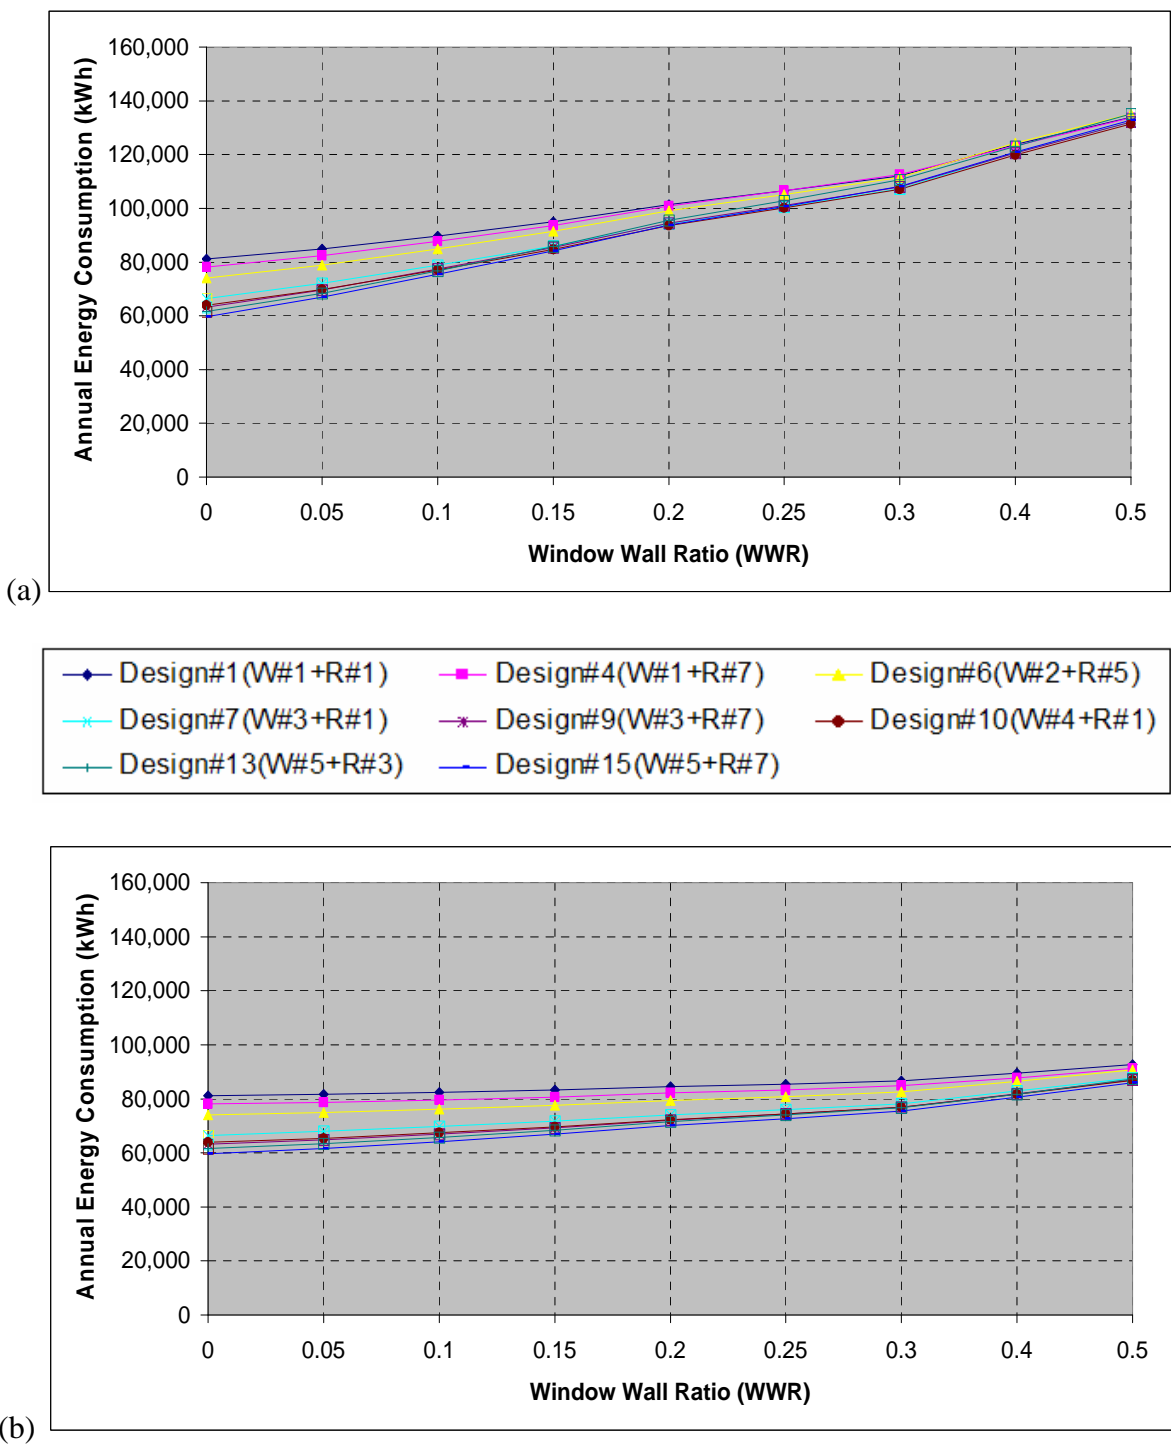 160,000
140,000
120,000
100,000
80,000
60,000
40,000
20,000
0
Annual Energy Consumption (kWh)
0 0.05 0.1 0.15 0.2 0.25 0.3 0.4 0.5
Window Wall Ratio (WWR)
(a)
Design#1(W#1+R#1) Design#4(W#1+R#7) Design#6(W#2+R#5)
Design#7(W#3+R#1) Design#9(W#3+R#7) Design#10(W#4+R#1)
Design#13(W#5+R#3) Design#15(W#5+R#7)
160,000
140,000
120,000
100,000
80,000
60,000
40,000
20,000
0
Annual Energy Consumption (kWh)
0 0.05 0.1 0.15 0.2 0.25 0.3 0.4 0.5
Window Wall Ratio (WWR)
(b)